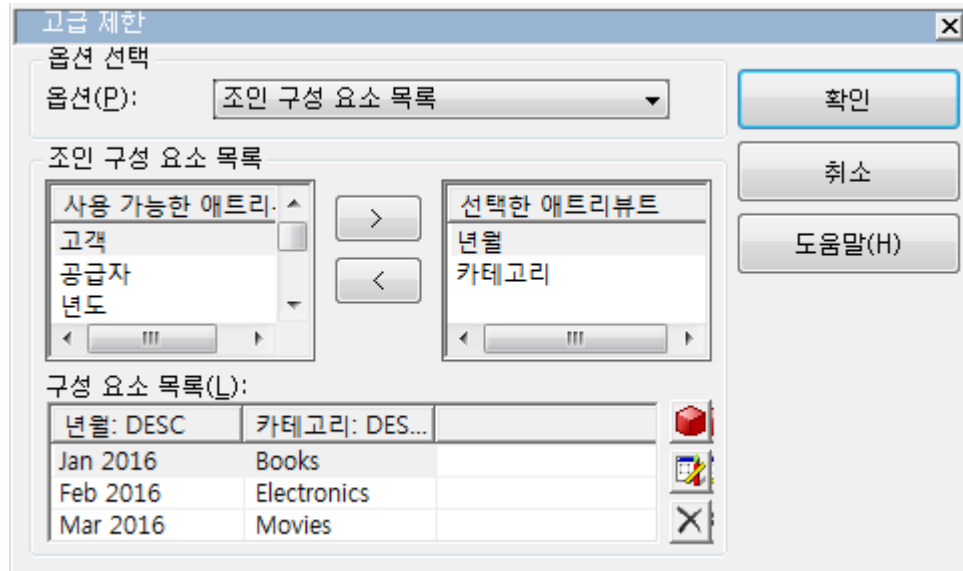 고급 제한
옵션 선택
옵션(P): 조인 구성 요소 목록
확인
취소
도움말(H)
조인 구성 요소 목록
사용 가능한 애트리
고객
공급자
년도
>
<
선택한 애트리뷰트
년월
카테고리
구성 요소 목록(L):
년월: DESC 카테고리: DES...
Jan 2016 Books
Feb 2016 Electronics
Mar 2016 Movies